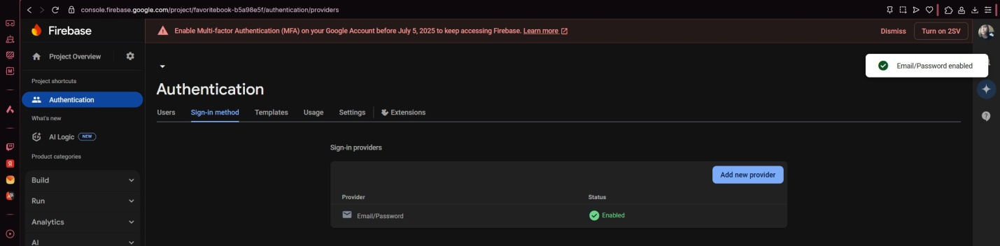 console.firebase.google.com/project/favoritebook-b5a98e5f/authentication/providers
Firebase
Enable Multi-factor Authentication (MFA) on your Google Account before July 5, 2025 to keep accessing Firebase. Learn more
Dismiss
Turn on 2SV
Project Overview
Email/Password enabled
Project shortcuts
Authentication
Authentication
What's new
Users
Sign-in method
Templates
Usage
Settings
Extensions
AI Logic
NEW
Product categories
Sign-in providers
Add new provider
Build
Provider
Status
Run
Email/Password
Enabled
Analytics
AI